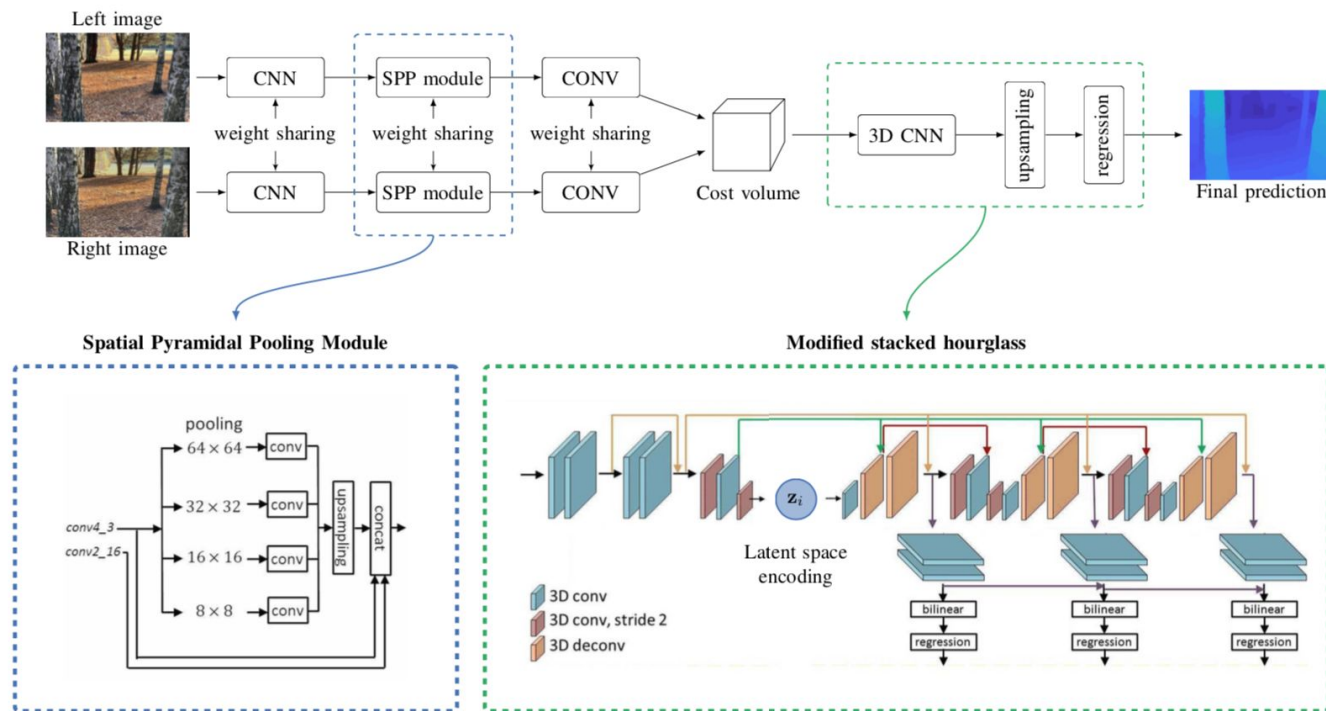 Left image
CNN
SPP module
CONV
weight sharing
weight sharing
weight sharing
CNN
SPP module
CONV
Right image
Cost volume
3D CNN
upsampling
regression
Final prediction
Spatial Pyramidal Pooling Module
pooling
64 × 64
conv
32 × 32
conv
16 × 16
conv
8 × 8
conv
conv4_3
conv2_16
upsampling
concat
Modified stacked hourglass
z_i
Latent space
encoding
3D conv
3D conv, stride 2
3D deconv
bilinear
bilinear
bilinear
regression
regression
regression